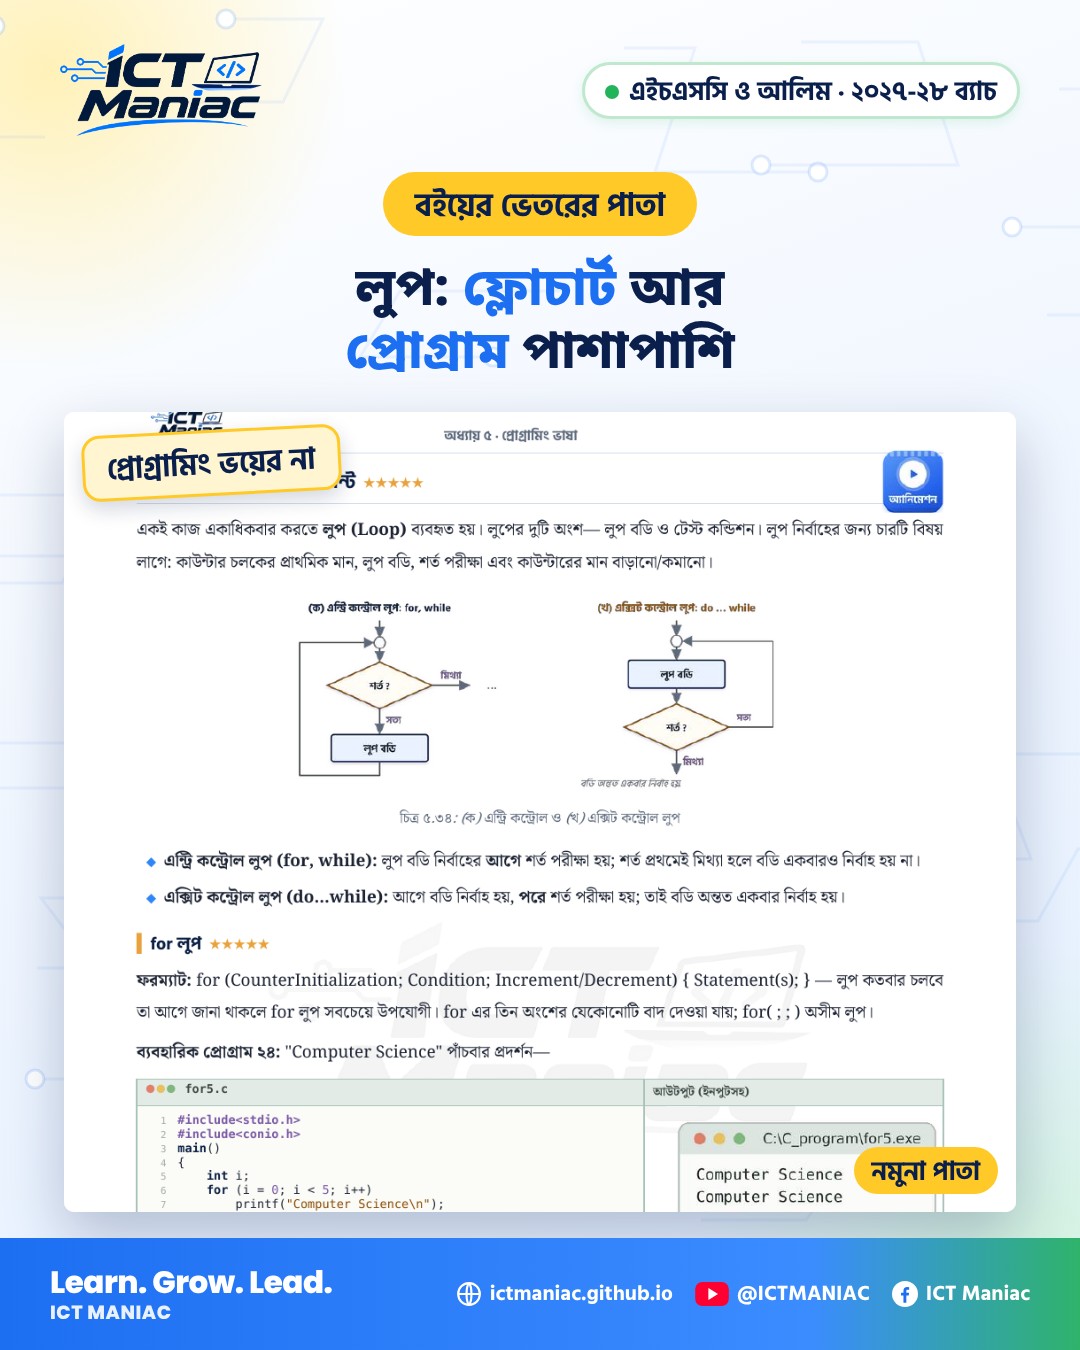 ICT Maniac
এইচএসসি ও আলিম · ২০২৭-২৮ ব্যাচ
বইয়ের ভেতরের পাতা
লুপ: ফ্লোচার্ট আর
প্রোগ্রাম পাশাপাশি
অধ্যায় ৫ · প্রোগ্রামিং ভাষা
প্রোগ্রামিং ভয়ের না
★★★★★
অ্যানিমেশন
একই কাজ একাধিকবার করতে লুপ (Loop) ব্যবহৃত হয়। লুপের দুটি অংশ— লুপ বডি ও টেস্ট কন্ডিশন। লুপ নির্বাহের জন্য চারটি বিষয়
লাগে: কাউন্টার চলকের প্রাথমিক মান, লুপ বডি, শর্ত পরীক্ষা এবং কাউন্টারের মান বাড়ানো/কমানো।
(ক) এন্ট্রি কন্ট্রোল লুপ: for, while
শর্ত ?
মিথ্যা
...
সত্য
লুপ বডি
(খ) এক্সিট কন্ট্রোল লুপ: do ... while
লুপ বডি
শর্ত ?
সত্য
মিথ্যা
বডি অন্তত একবার নির্বাহ হয়
চিত্র ৫.৩৪: (ক) এন্ট্রি কন্ট্রোল ও (খ) এক্সিট কন্ট্রোল লুপ
এন্ট্রি কন্ট্রোল লুপ (for, while): লুপ বডি নির্বাহের আগে শর্ত পরীক্ষা হয়; শর্ত প্রথমেই মিথ্যা হলে বডি একবারও নির্বাহ হয় না।
এক্সিট কন্ট্রোল লুপ (do...while): আগে বডি নির্বাহ হয়, পরে শর্ত পরীক্ষা হয়; তাই বডি অন্তত একবার নির্বাহ হয়।
for লুপ ★★★★★
ফরম্যাট: for (CounterInitialization; Condition; Increment/Decrement) { Statement(s); } — লুপ কতবার চলবে
তা আগে জানা থাকলে for লুপ সবচেয়ে উপযোগী। for এর তিন অংশের যেকোনোটি বাদ দেওয়া যায়; for( ; ; ) অসীম লুপ।
ব্যবহারিক প্রোগ্রাম ২৪: "Computer Science" পাঁচবার প্রদর্শন—
for5.c
1 #include<stdio.h>
2 #include<conio.h>
3 main()
4 {
5 int i;
6 for (i = 0; i < 5; i++)
7 printf("Computer Science\n");
আউটপুট (ইনপুটসহ)
C:\C_program\for5.exe
Computer Science
Computer Science
নমুনা পাতা
Learn. Grow. Lead.
ICT MANIAC
ictmaniac.github.io
@ICTMANIAC
ICT Maniac